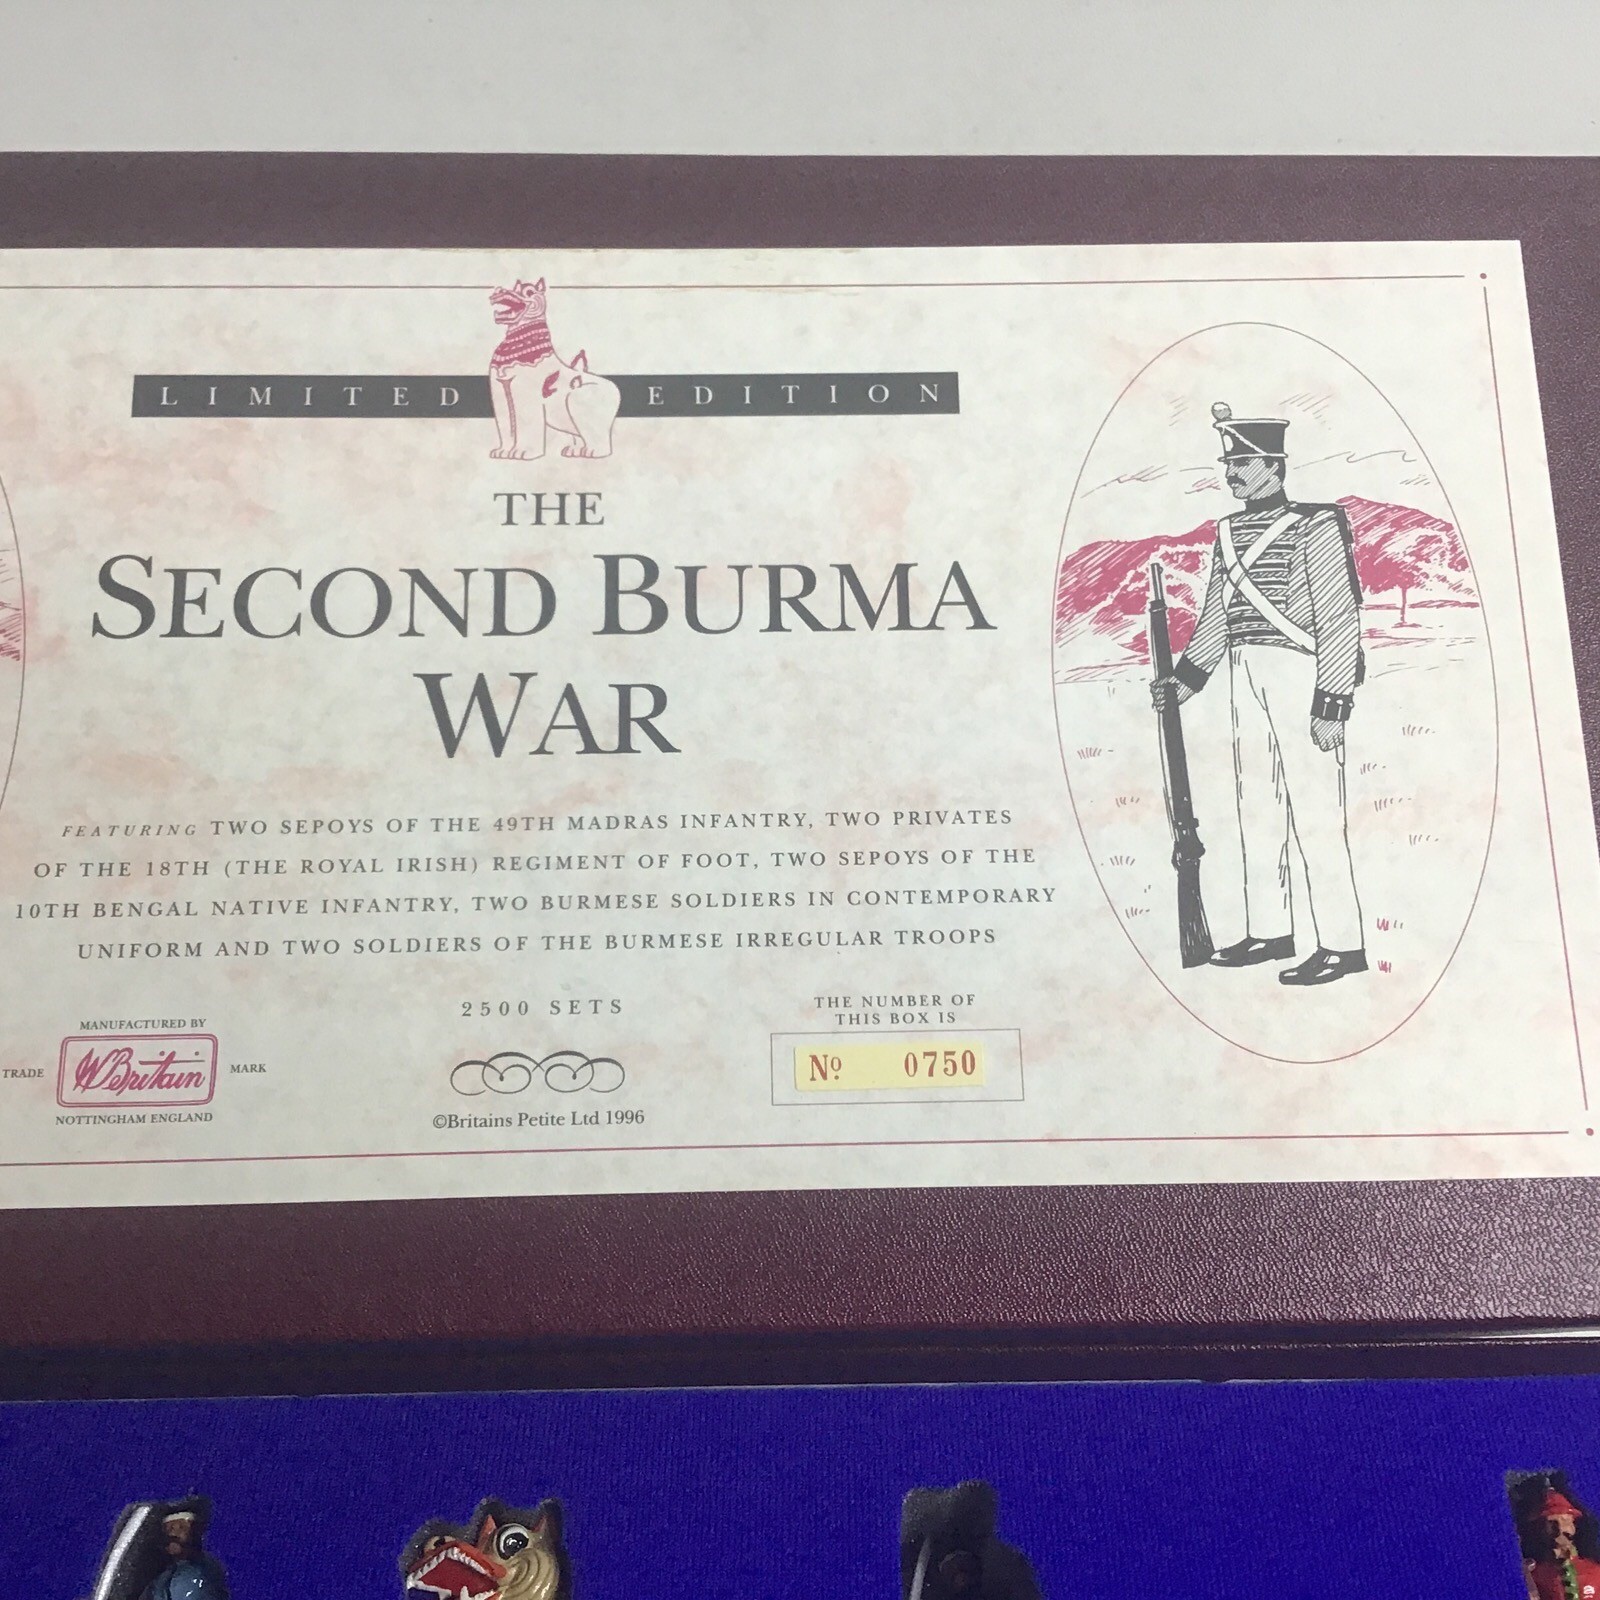 LIMITED EDITION
THE
SECOND BURMA
WAR
FEATURING TWO SEPOYS OF THE 49TH MADRAS INFANTRY, TWO PRIVATES
OF THE 18TH (THE ROYAL IRISH) REGIMENT OF FOOT, TWO SEPOYS OF THE
10TH BENGAL NATIVE INFANTRY, TWO BURMESE SOLDIERS IN CONTEMPORARY
UNIFORM AND TWO SOLDIERS OF THE BURMESE IRREGULAR TROOPS
MANUFACTURED BY
TRADE W Britain MARK
NOTTINGHAM ENGLAND
2500 SETS
©Britains Petite Ltd 1996
THE NUMBER OF
THIS BOX IS
Nº 0750